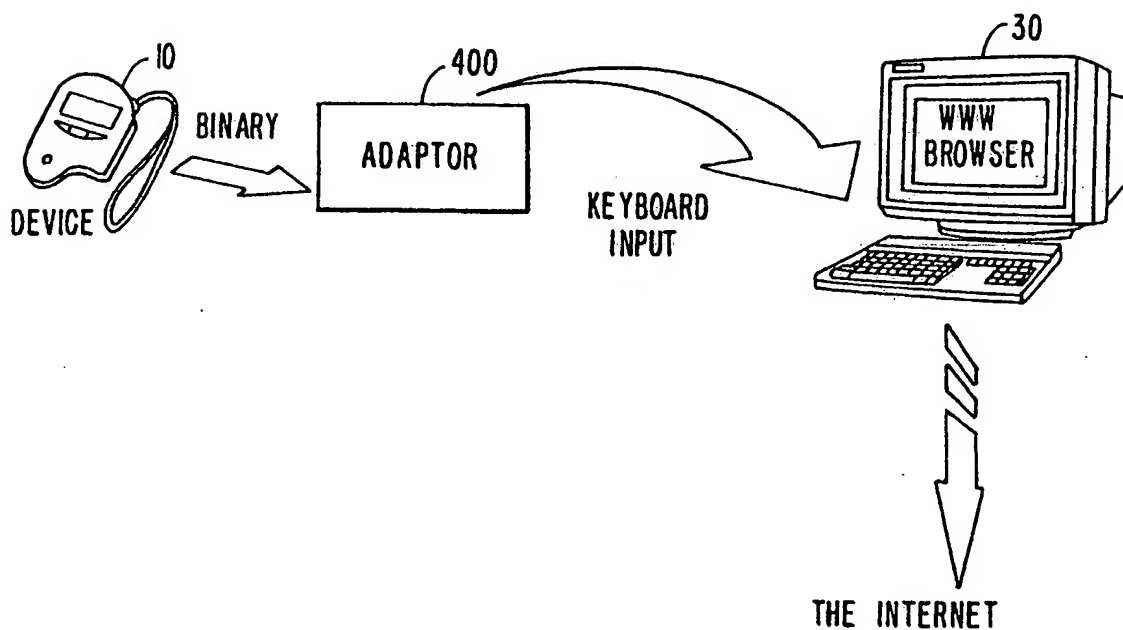 10
DEVICE
BINARY
400
ADAPTOR
KEYBOARD
INPUT
30
WWW
BROWSER
THE INTERNET